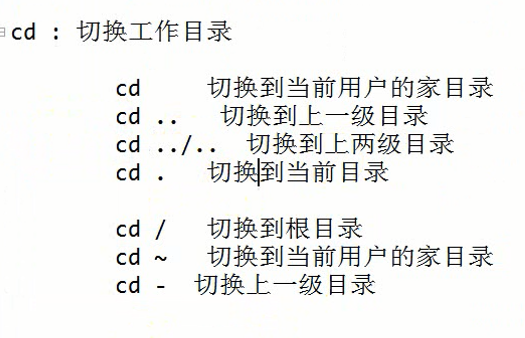 cd : 切换工作目录
cd 切换到当前用户的家目录
cd .. 切换到上一级目录
cd ../.. 切换到上两级目录
cd . 切换到当前目录
cd / 切换到根目录
cd ~ 切换到当前用户的家目录
cd - 切换上一级目录